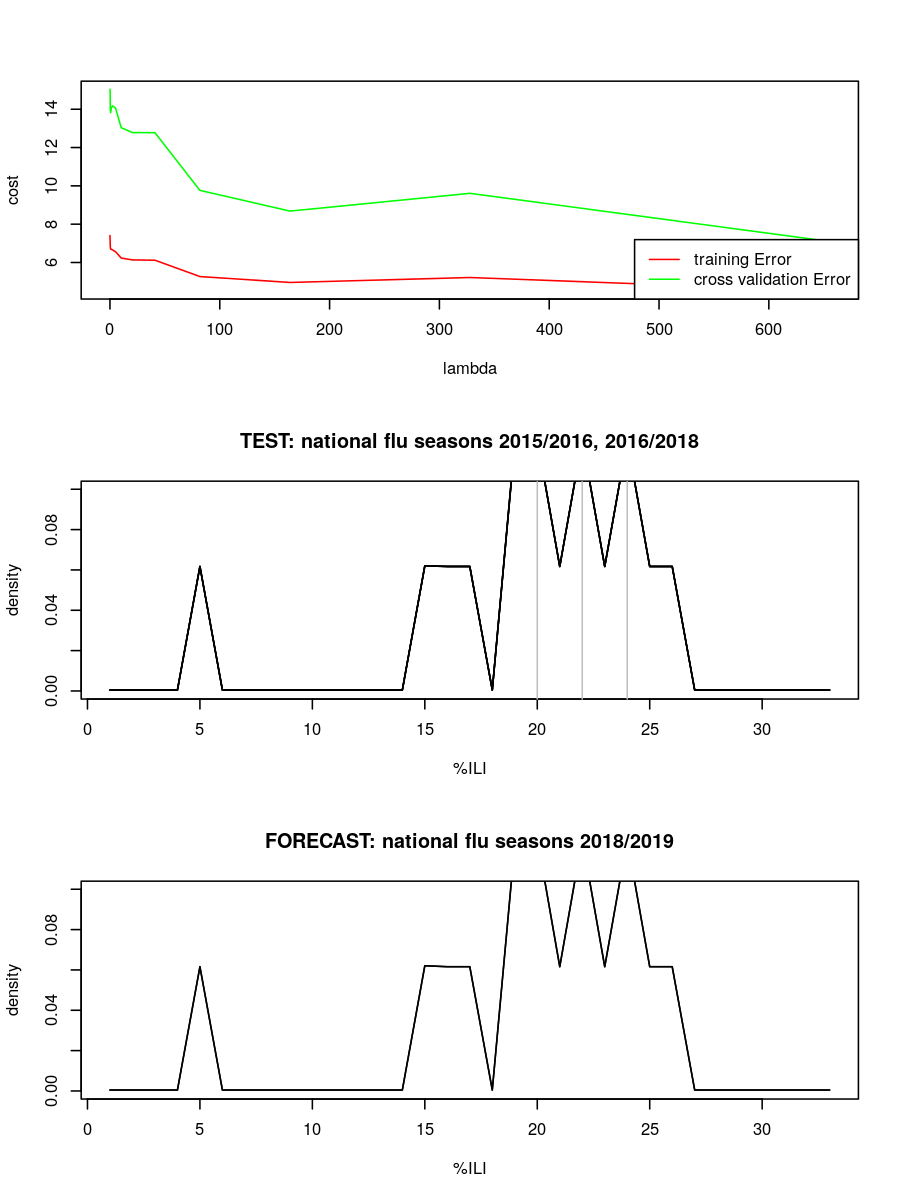 14
12
10
8
6
cost
training Error
cross validation Error
0 100 200 300 400 500 600
lambda
TEST: national flu seasons 2015/2016, 2016/2018
0.08
0.04
0.00
density
0 5 10 15 20 25 30
%ILI
FORECAST: national flu seasons 2018/2019
0.08
0.04
0.00
density
0 5 10 15 20 25 30
%ILI